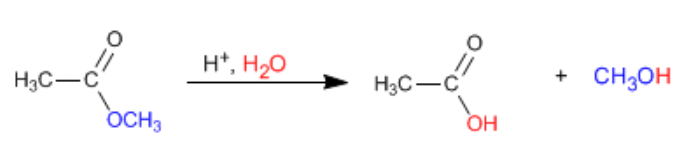 O
H₃C—C
OCH₃
H⁺, H₂O
O
H₃C—C
OH
+
CH₃OH